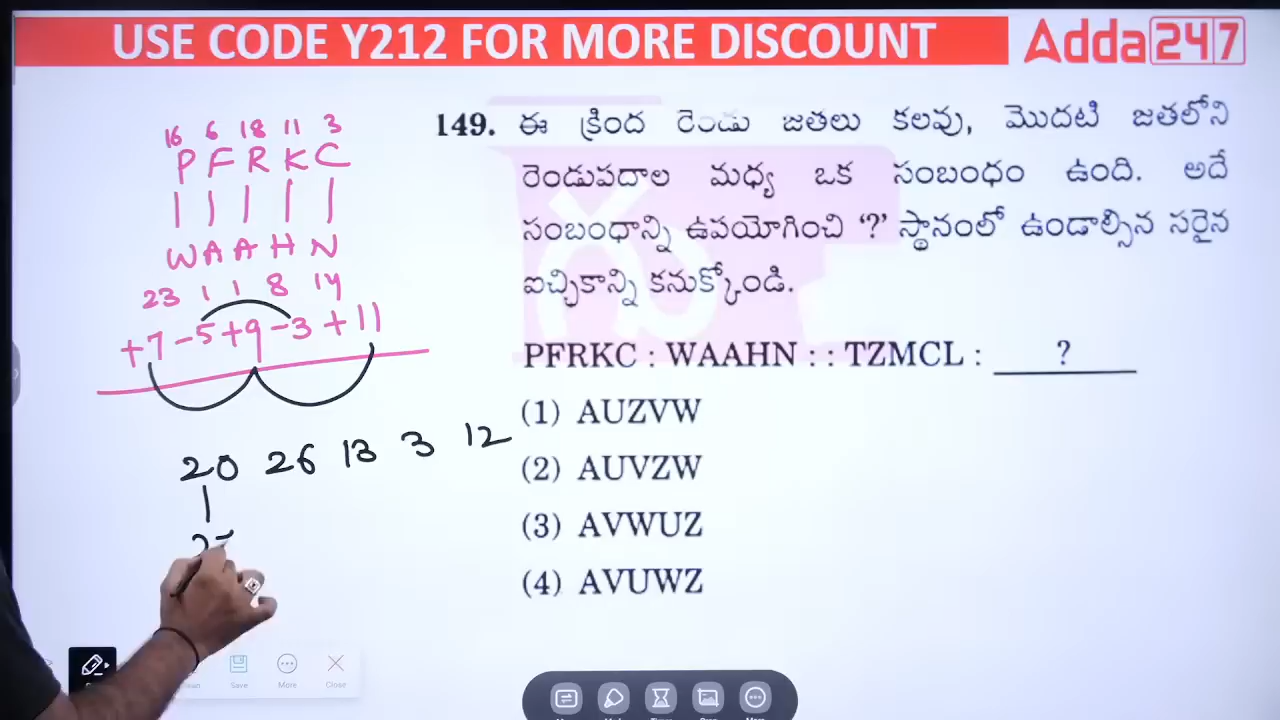 USE CODE Y212 FOR MORE DISCOUNT
Adda247
16 6 18 11 3
P F R K C
W A A H N
23 1 1 8 14
+7 -5 +9 -3 +11
20 26 13 3 12
149. ఈ క్రింద రెండు జతలు కలవు, మొదటి జతలోని
రెండుపదాల మధ్య ఒక సంబంధం ఉంది. అదే
సంబంధాన్ని ఉపయోగించి ‘?’ స్థానంలో ఉండాల్సిన సరైన
ఐచ్ఛికాన్ని కనుక్కోండి.
PFRKC : WAAHN : : TZMCL : ?
(1) AUZVW
(2) AUVZW
(3) AVWUZ
(4) AVUWZ
Save
More
Close